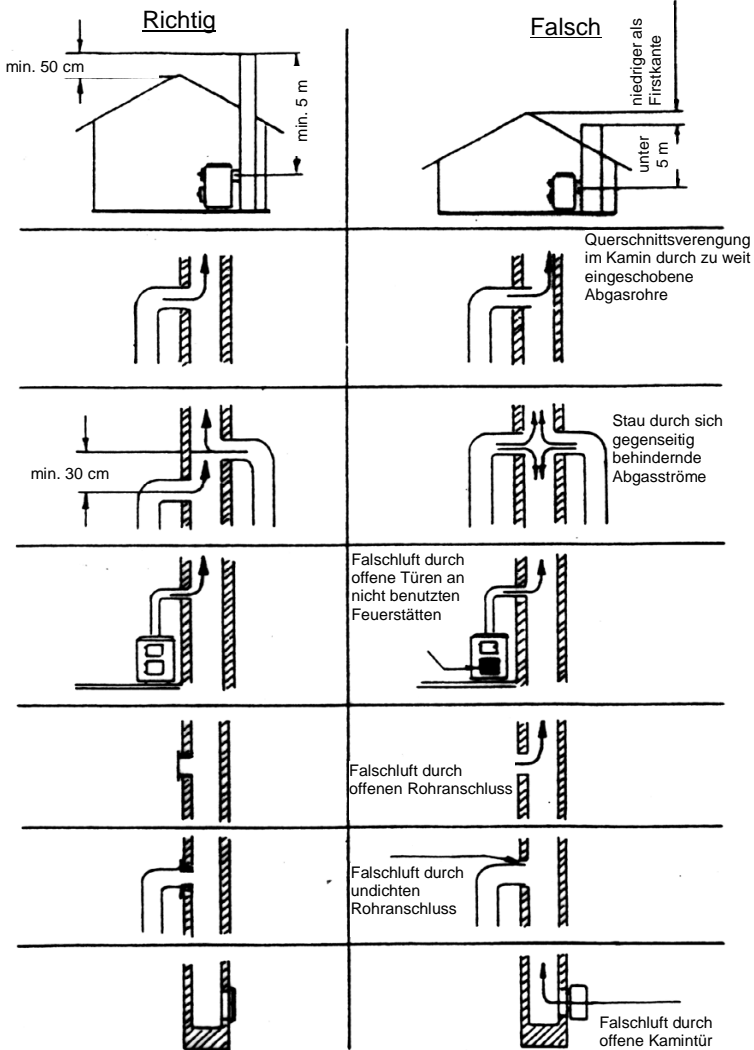 Richtig
Falsch
min. 50 cm
min. 5 m
niedriger als
Firstkante
unter
5 m
Querschnittsverengung
im Kamin durch zu weit
eingeschobene
Abgasrohre
min. 30 cm
Stau durch sich
gegenseitig
behindernde
Abgasströme
Falschluft durch
offene Türen an
nicht benutzten
Feuerstätten
Falschluft durch
offenen Rohranschluss
Falschluft durch
undichten
Rohranschluss
Falschluft durch
offene Kamintür